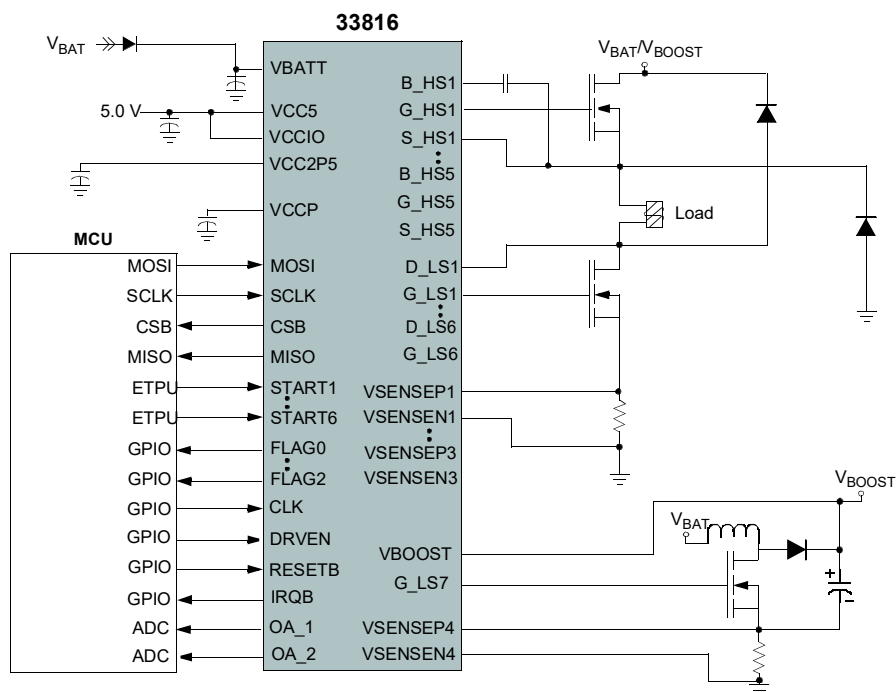 33816
VBAT
VBATT
5.0 V
VCC5
VCCIO
VCC2P5
VCCP
B_HS1
G_HS1
S_HS1
B_HS5
G_HS5
S_HS5
D_LS1
G_LS1
D_LS6
G_LS6
VSENSEP1
VSENSEN1
VSENSEP3
VSENSEN3
VBOOST
G_LS7
VSENSEP4
VSENSEN4
VBAT/VBOOST
Load
VBOOST
VBAT
+
-
MCU
MOSI MOSI
SCLK SCLK
CSB CSB
MISO MISO
ETPU START1
ETPU START6
GPIO FLAG0
GPIO FLAG2
GPIO CLK
GPIO DRVEN
GPIO RESETB
GPIO IRQB
ADC OA_1
ADC OA_2